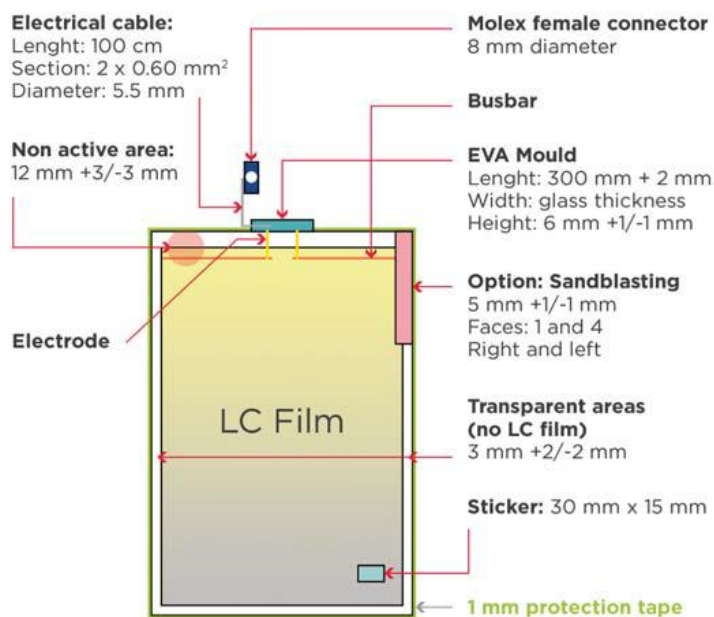 Electrical cable:
Lenght: 100 cm
Section: 2 x 0.60 mm²
Diameter: 5.5 mm
Non active area:
12 mm +3/-3 mm
Electrode
LC Film
Molex female connector
8 mm diameter
Busbar
EVA Mould
Lenght: 300 mm + 2 mm
Width: glass thickness
Height: 6 mm +1/-1 mm
Option: Sandblasting
5 mm +1/-1 mm
Faces: 1 and 4
Right and left
Transparent areas
(no LC film)
3 mm +2/-2 mm
Sticker: 30 mm x 15 mm
1 mm protection tape